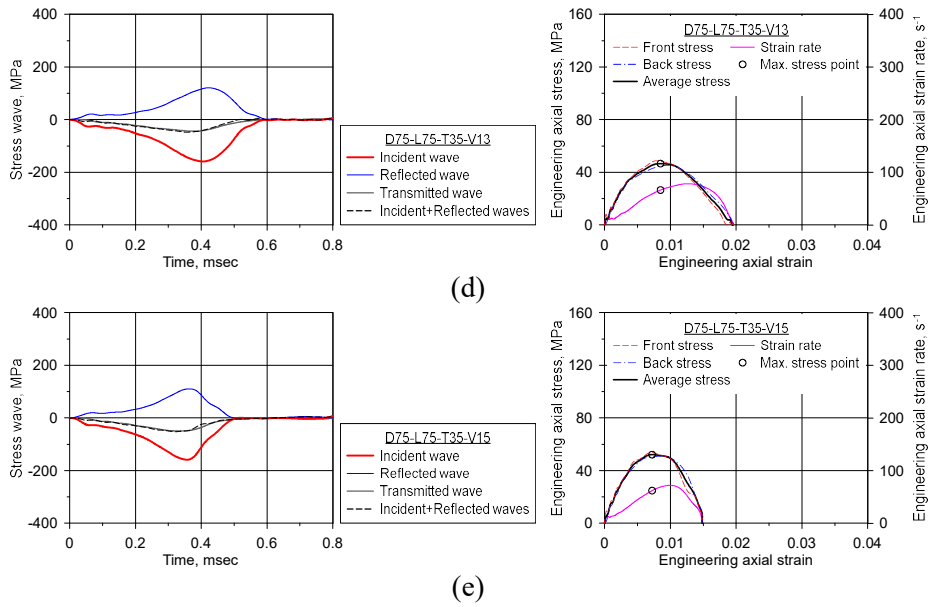 400
200
0
-200
-400
Stress wave, MPa
0 0.2 0.4 0.6 0.8
Time, msec
D75-L75-T35-V13
Incident wave
Reflected wave
Transmitted wave
Incident+Reflected waves
160
120
80
40
0
Engineering axial stress, MPa
D75-L75-T35-V13
Front stress Strain rate
Back stress Max. stress point
Average stress
400
300
200
100
0
Engineering axial strain rate, s-1
0 0.01 0.02 0.03 0.04
Engineering axial strain
(d)
400
200
0
-200
-400
Stress wave, MPa
0 0.2 0.4 0.6 0.8
Time, msec
D75-L75-T35-V15
Incident wave
Reflected wave
Transmitted wave
Incident+Reflected waves
160
120
80
40
0
Engineering axial stress, MPa
D75-L75-T35-V15
Front stress Strain rate
Back stress Max. stress point
Average stress
400
300
200
100
0
Engineering axial strain rate, s-1
0 0.01 0.02 0.03 0.04
Engineering axial strain
(e)